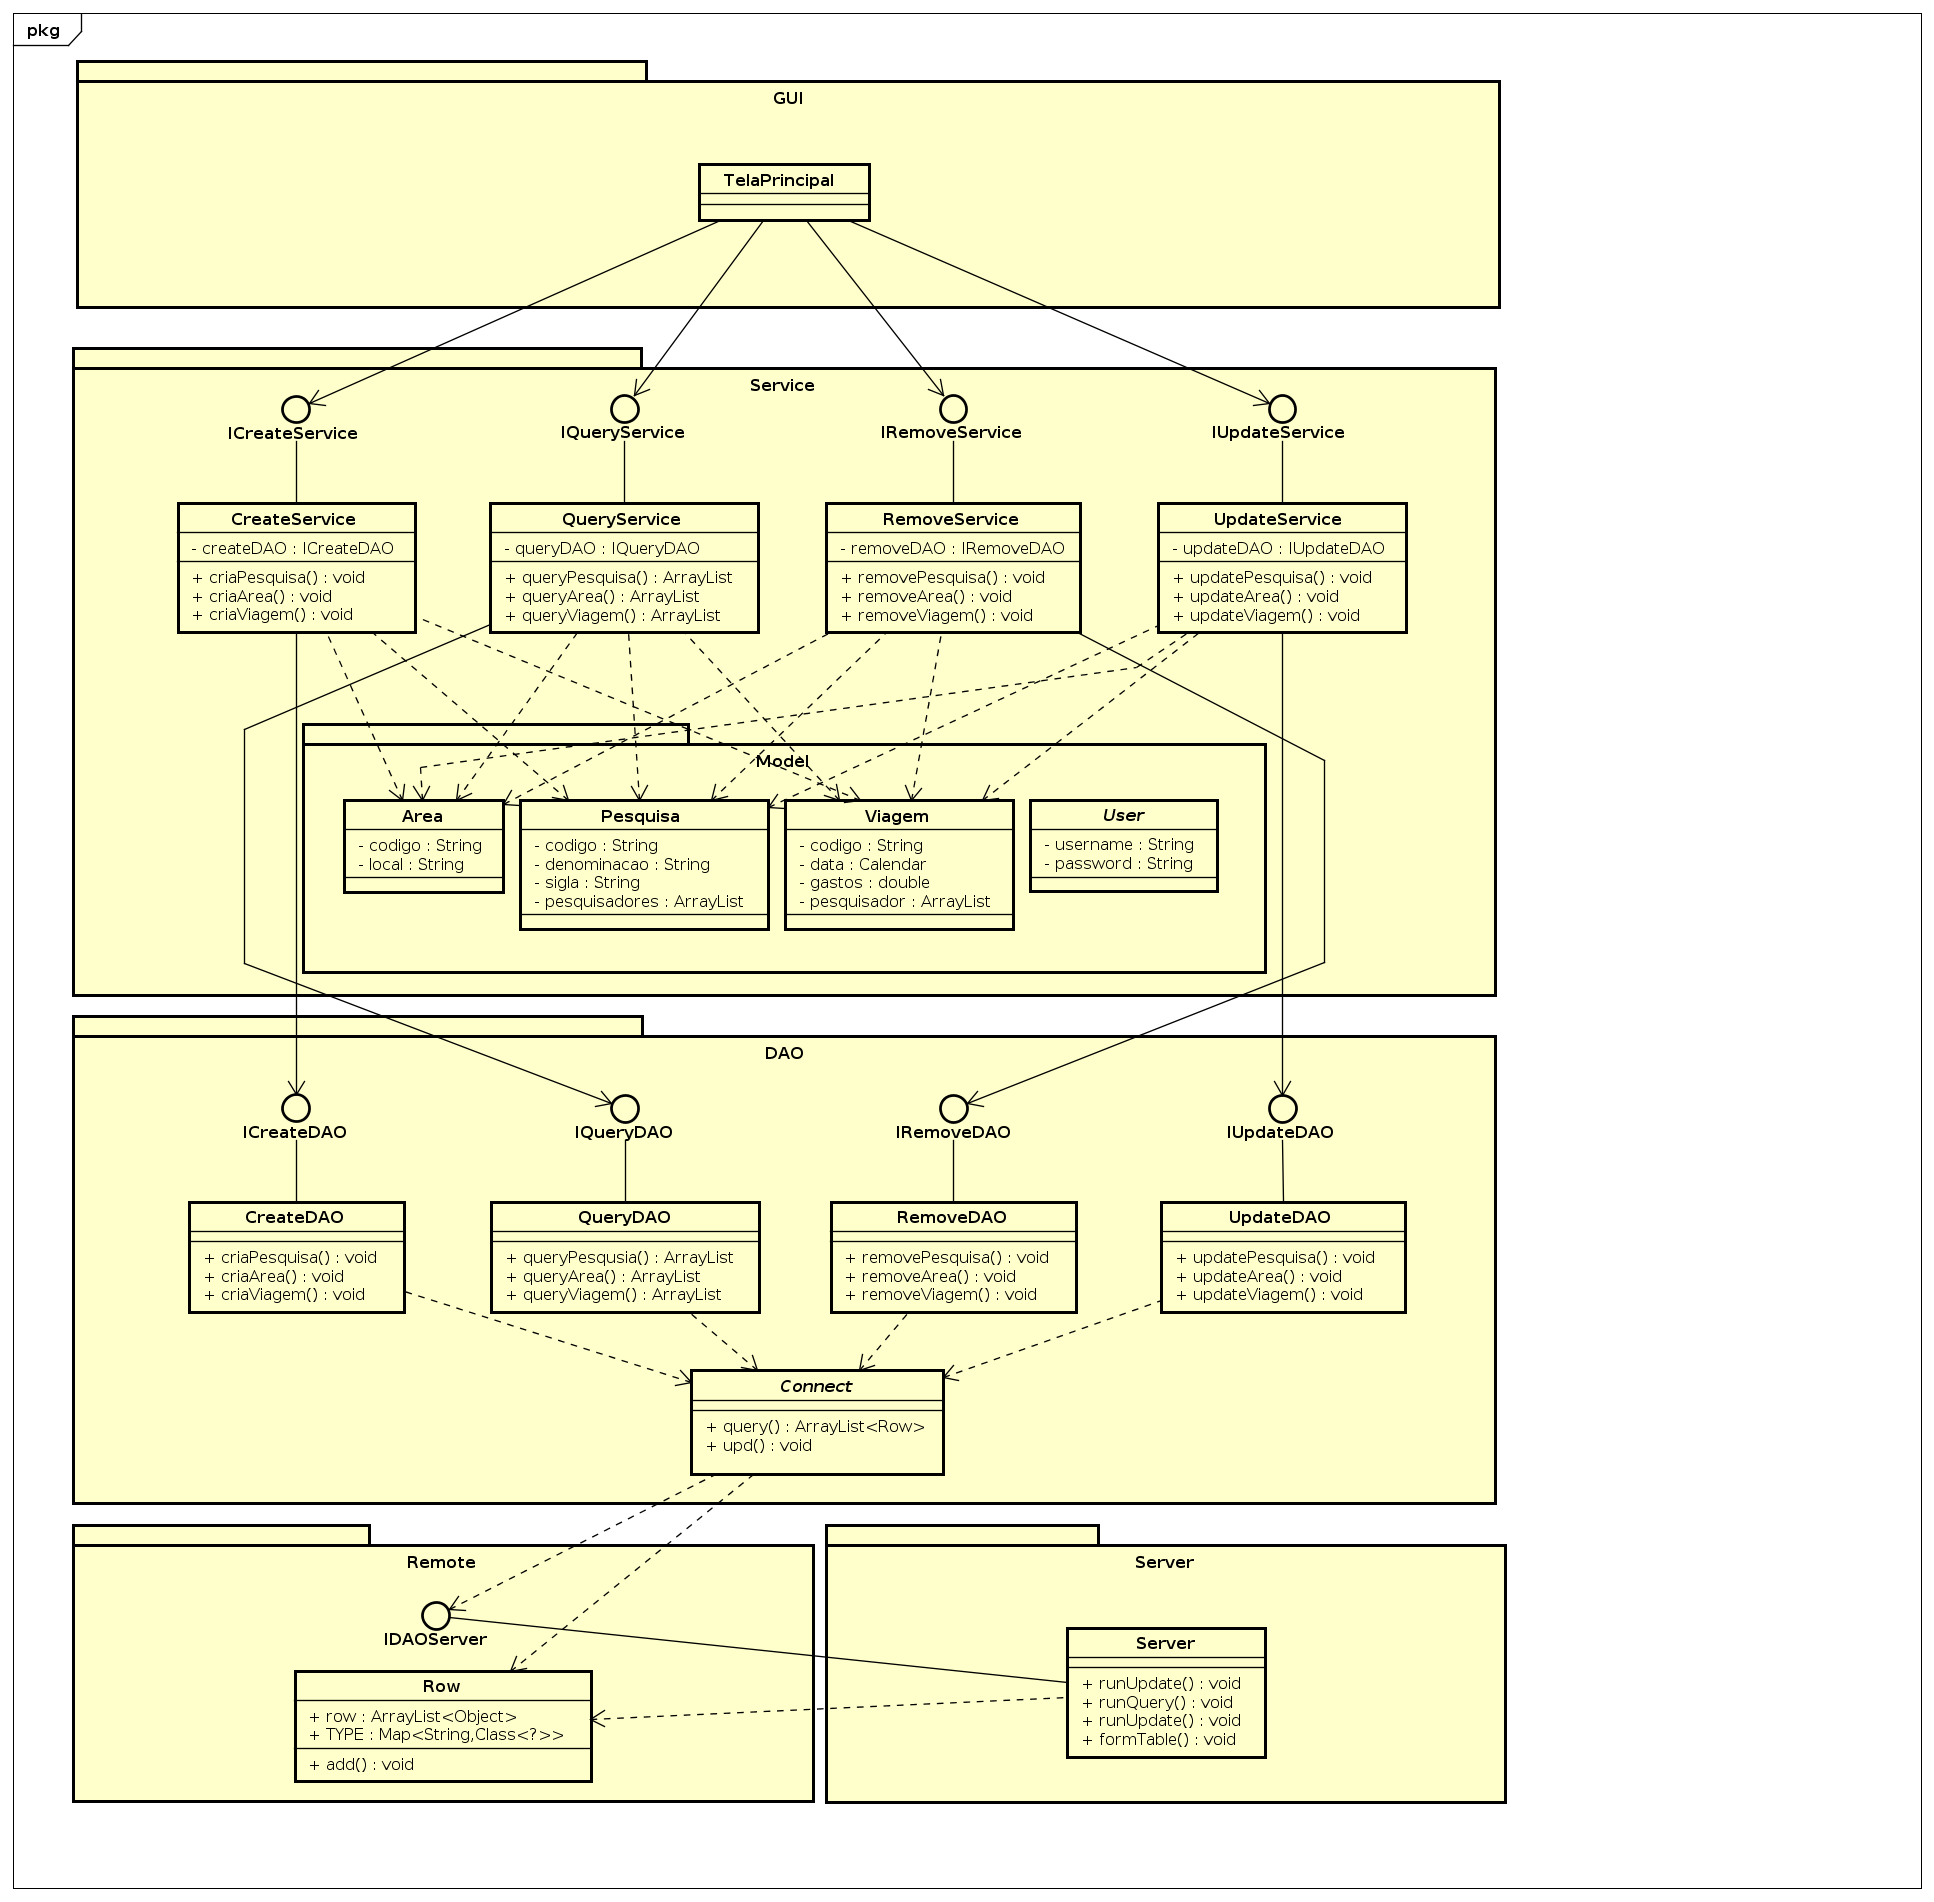 pkg
GUI
TelaPrincipal
Service
ICreateService
IQueryService
IRemoveService
IUpdateService
CreateService
- createDAO : ICreateDAO
+ criaPesquisa() : void
+ criaArea() : void
+ criaViagem() : void
QueryService
- queryDAO : IQueryDAO
+ queryPesquisa() : ArrayList
+ queryArea() : ArrayList
+ queryViagem() : ArrayList
RemoveService
- removeDAO : IRemoveDAO
+ removePesquisa() : void
+ removeArea() : void
+ removeViagem() : void
UpdateService
- updateDAO : IUpdateDAO
+ updatePesquisa() : void
+ updateArea() : void
+ updateViagem() : void
Model
Area
- codigo : String
- local : String
Pesquisa
- codigo : String
- denominacao : String
- sigla : String
- pesquisadores : ArrayList
Viagem
- codigo : String
- data : Calendar
- gastos : double
- pesquisador : ArrayList
User
- username : String
- password : String
DAO
ICreateDAO
IQueryDAO
IRemoveDAO
IUpdateDAO
CreateDAO
+ criaPesquisa() : void
+ criaArea() : void
+ criaViagem() : void
QueryDAO
+ queryPesqusia() : ArrayList
+ queryArea() : ArrayList
+ queryViagem() : ArrayList
RemoveDAO
+ removePesquisa() : void
+ removeArea() : void
+ removeViagem() : void
UpdateDAO
+ updatePesquisa() : void
+ updateArea() : void
+ updateViagem() : void
Connect
+ query() : ArrayList<Row>
+ upd() : void
Remote
IDAOServer
Row
+ row : ArrayList<Object>
+ TYPE : Map<String,Class<?>>
+ add() : void
Server
Server
+ runUpdate() : void
+ runQuery() : void
+ runUpdate() : void
+ formTable() : void